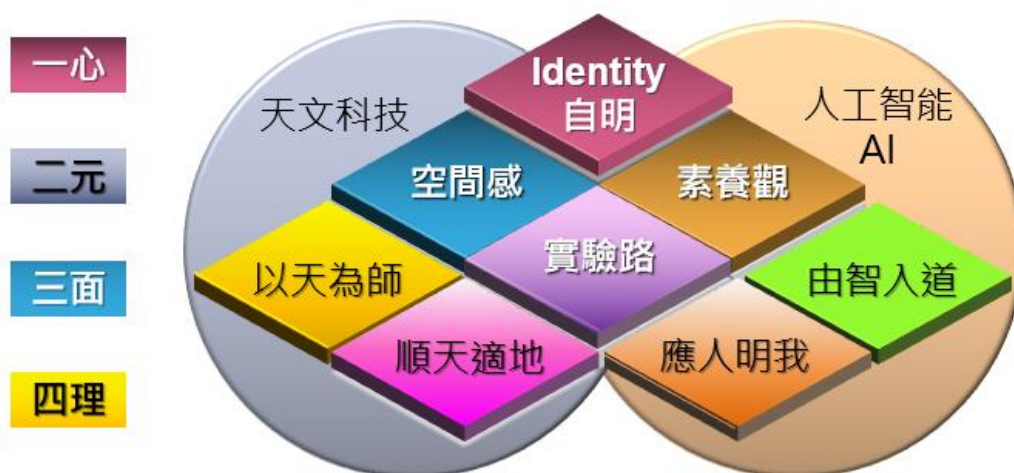 一心
二元
三面
四理
天文科技
Identity
自明
人工智能
AI
空間感
素養觀
實驗路
以天為師
由智入道
順天適地
應人明我